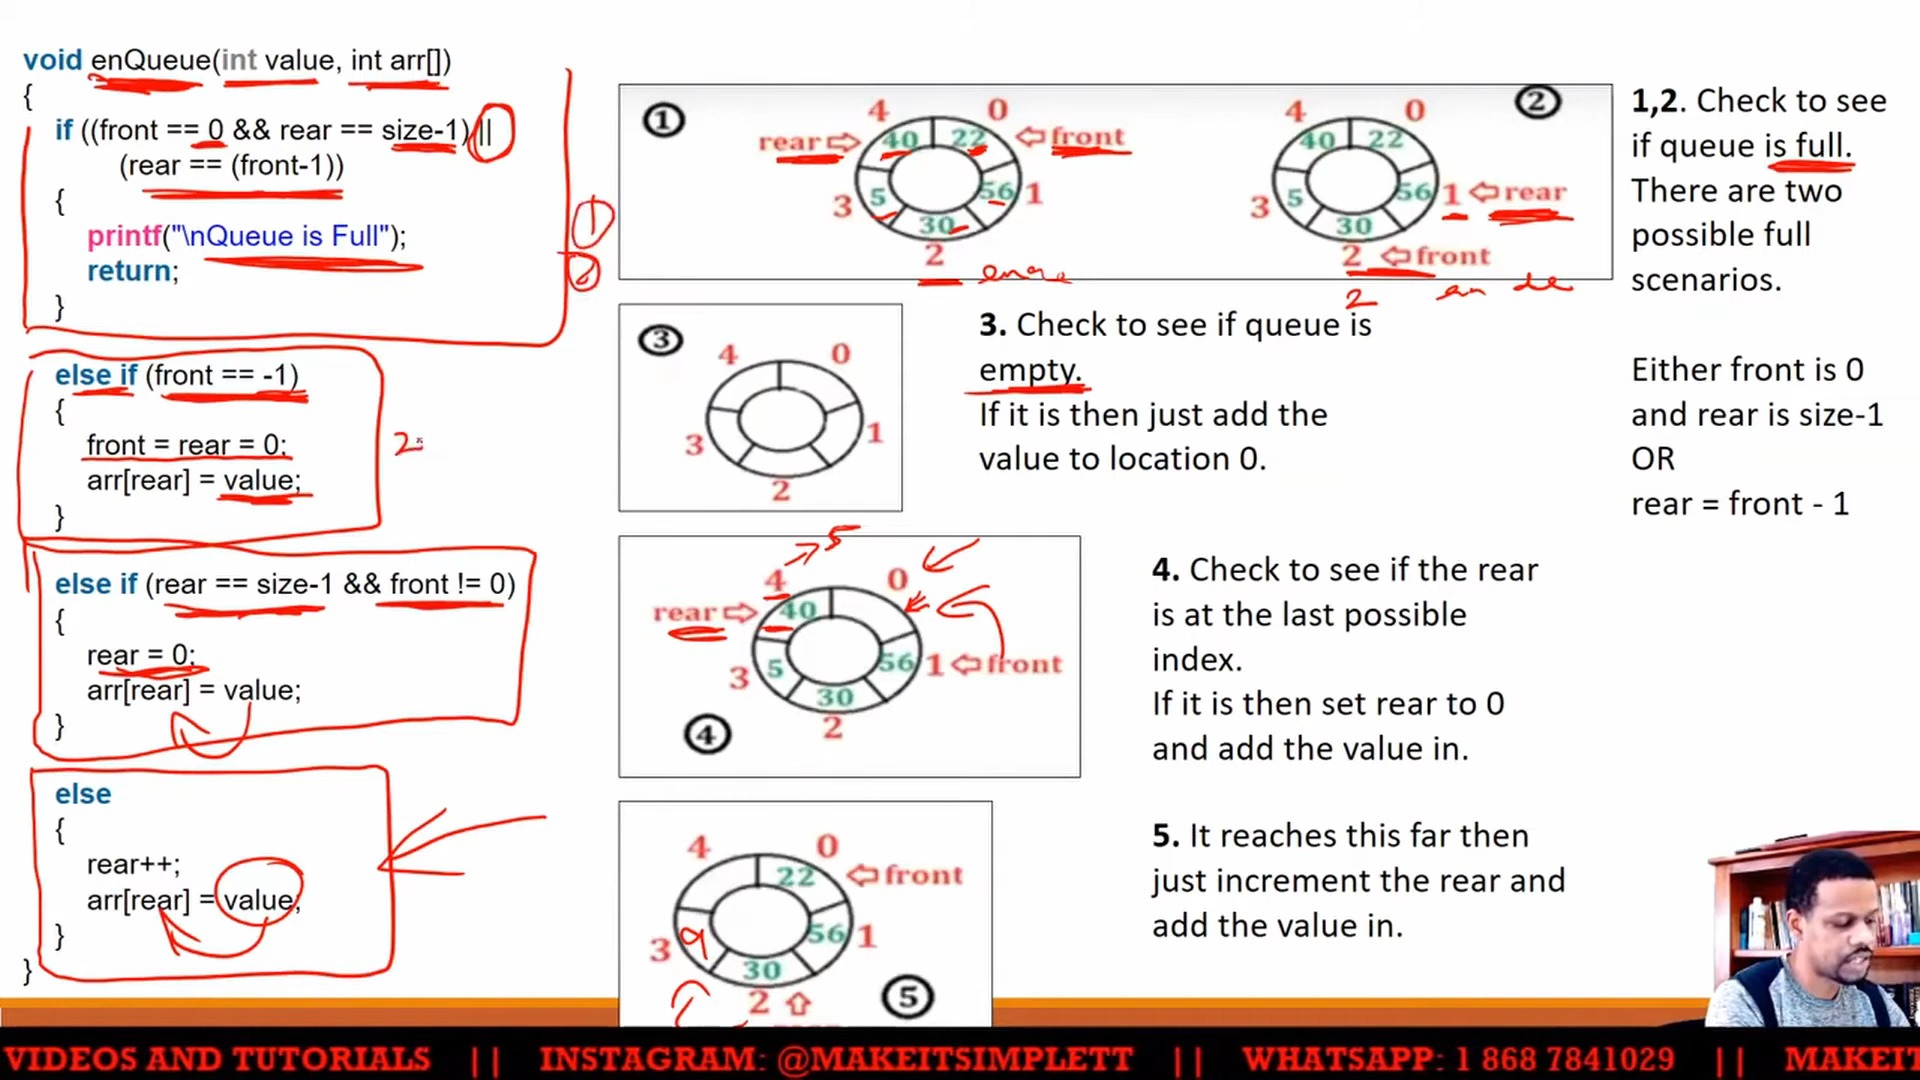 void enQueue(int value, int arr[])
{
if ((front == 0 && rear == size-1) ||
(rear == (front-1))
{
printf("\nQueue is Full");
return;
}
else if (front == -1)
{
front = rear = 0;
arr[rear] = value;
}
else if (rear == size-1 && front != 0)
{
rear = 0;
arr[rear] = value;
}
else
{
rear++;
arr[rear] = value;
}
}
1
2
2
1
4
0
rear
40
22
front
3
5
56
1
30
2
2
4
0
40
22
3
5
56
1
rear
30
2
front
2
1,2. Check to see
if queue is full.
There are two
possible full
scenarios.
Either front is 0
and rear is size-1
OR
rear = front - 1
3
4
0
3
1
2
3. Check to see if queue is
empty.
If it is then just add the
value to location 0.
5
4
0
rear
40
3
5
56
1
front
30
2
4
4. Check to see if the rear
is at the last possible
index.
If it is then set rear to 0
and add the value in.
4
0
22
front
3
9
56
1
30
2
5
5. It reaches this far then
just increment the rear and
add the value in.
VIDEOS AND TUTORIALS || INSTAGRAM: @MAKEITSIMPLETT || WHATSAPP: 1 868 7841029 || MAKEIT